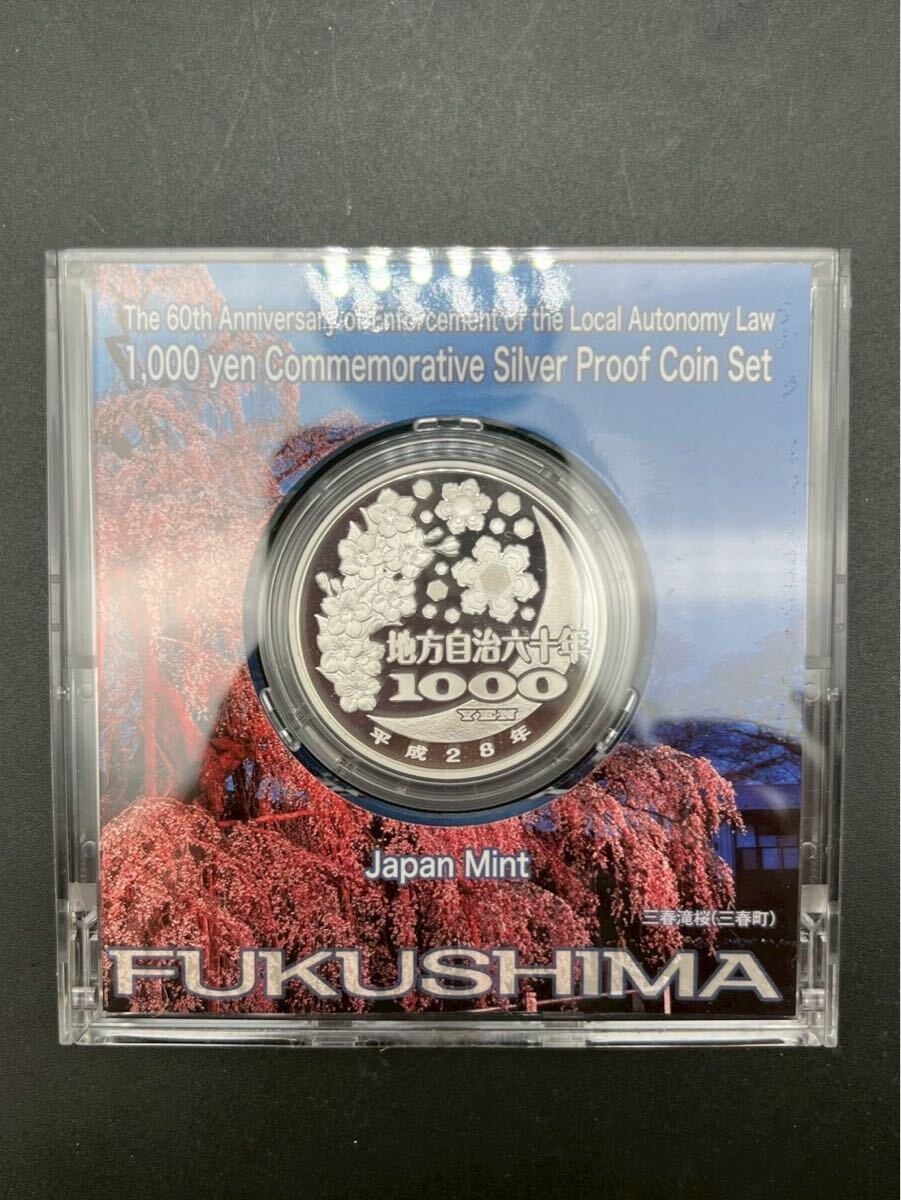 The 60th Anniversary of Enforcement of the Local Autonomy Law
1,000 yen Commemorative Silver Proof Coin Set
地方自治六十年
1000
YEN
平成28年
Japan Mint
三春滝桜(三春町)
FUKUSHIMA